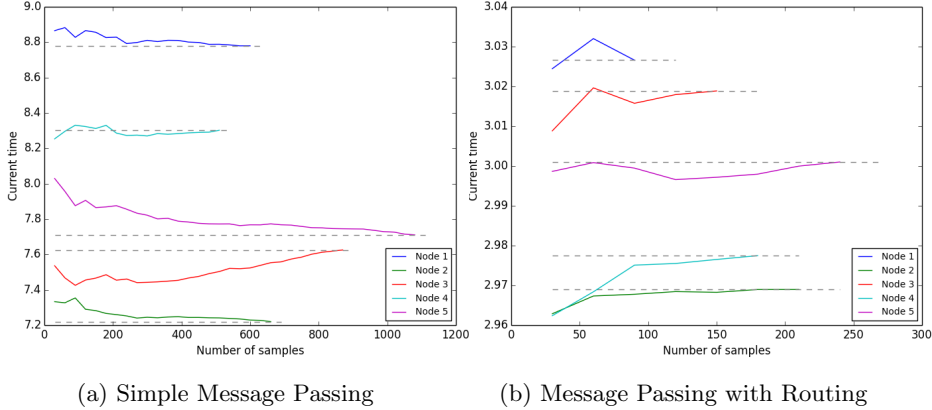 9.0
8.8
8.6
8.4
8.2
8.0
7.8
7.6
7.4
7.2
Current time
0
200
400
600
800
1000
1200
Number of samples
Node 1
Node 2
Node 3
Node 4
Node 5
(a) Simple Message Passing
3.04
3.03
3.02
3.01
3.00
2.99
2.98
2.97
2.96
Current time
0
50
100
150
200
250
300
Number of samples
Node 1
Node 2
Node 3
Node 4
Node 5
(b) Message Passing with Routing